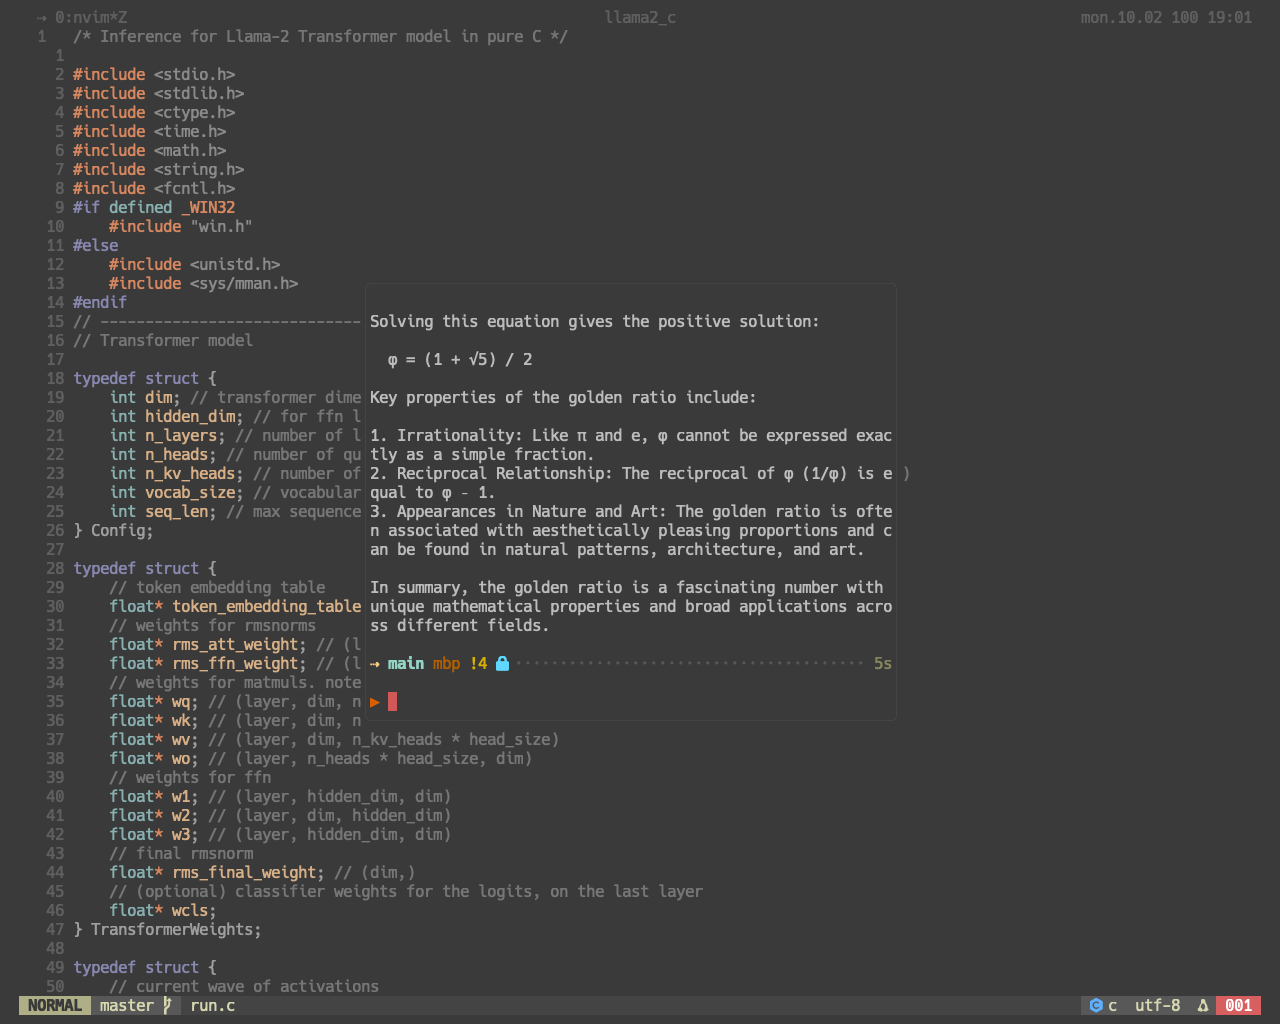 ⇢ 0:nvim*Z llama2_c mon.10.02 100 19:01
1 /* Inference for Llama-2 Transformer model in pure C */
1
2 #include <stdio.h>
3 #include <stdlib.h>
4 #include <ctype.h>
5 #include <time.h>
6 #include <math.h>
7 #include <string.h>
8 #include <fcntl.h>
9 #if defined _WIN32
10 #include "win.h"
11 #else
12 #include <unistd.h>
13 #include <sys/mman.h>
14 #endif
15 // -----------------------------
16 // Transformer model
17
18 typedef struct {
19 int dim; // transformer dime
20 int hidden_dim; // for ffn l
21 int n_layers; // number of l
22 int n_heads; // number of qu
23 int n_kv_heads; // number of )
24 int vocab_size; // vocabular
25 int seq_len; // max sequence
26 } Config;
27
28 typedef struct {
29 // token embedding table
30 float* token_embedding_table
31 // weights for rmsnorms
32 float* rms_att_weight; // (l
33 float* rms_ffn_weight; // (l
34 // weights for matmuls. note
35 float* wq; // (layer, dim, n
36 float* wk; // (layer, dim, n
37 float* wv; // (layer, dim, n_kv_heads * head_size)
38 float* wo; // (layer, n_heads * head_size, dim)
39 // weights for ffn
40 float* w1; // (layer, hidden_dim, dim)
41 float* w2; // (layer, dim, hidden_dim)
42 float* w3; // (layer, hidden_dim, dim)
43 // final rmsnorm
44 float* rms_final_weight; // (dim,)
45 // (optional) classifier weights for the logits, on the last layer
46 float* wcls;
47 } TransformerWeights;
48
49 typedef struct {
50 // current wave of activations
Solving this equation gives the positive solution:
φ = (1 + √5) / 2
Key properties of the golden ratio include:
1. Irrationality: Like π and e, φ cannot be expressed exac
tly as a simple fraction.
2. Reciprocal Relationship: The reciprocal of φ (1/φ) is e
qual to φ - 1.
3. Appearances in Nature and Art: The golden ratio is ofte
n associated with aesthetically pleasing proportions and c
an be found in natural patterns, architecture, and art.
In summary, the golden ratio is a fascinating number with
unique mathematical properties and broad applications acro
ss different fields.
⇢ main mbp !4 5s
▶
NORMAL master run.c c utf-8 001